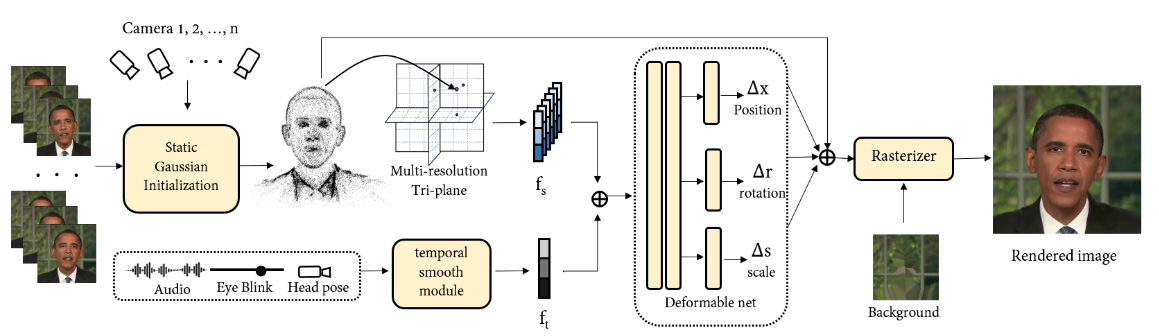 Camera 1, 2, ..., n
Static
Gaussian
Initialization
Multi-resolution
Tri-plane
fs
Audio
Eye Blink
Head pose
temporal
smooth
module
ft
Δx
Position
Δr
rotation
Δs
scale
Deformable net
Rasterizer
Background
Rendered image